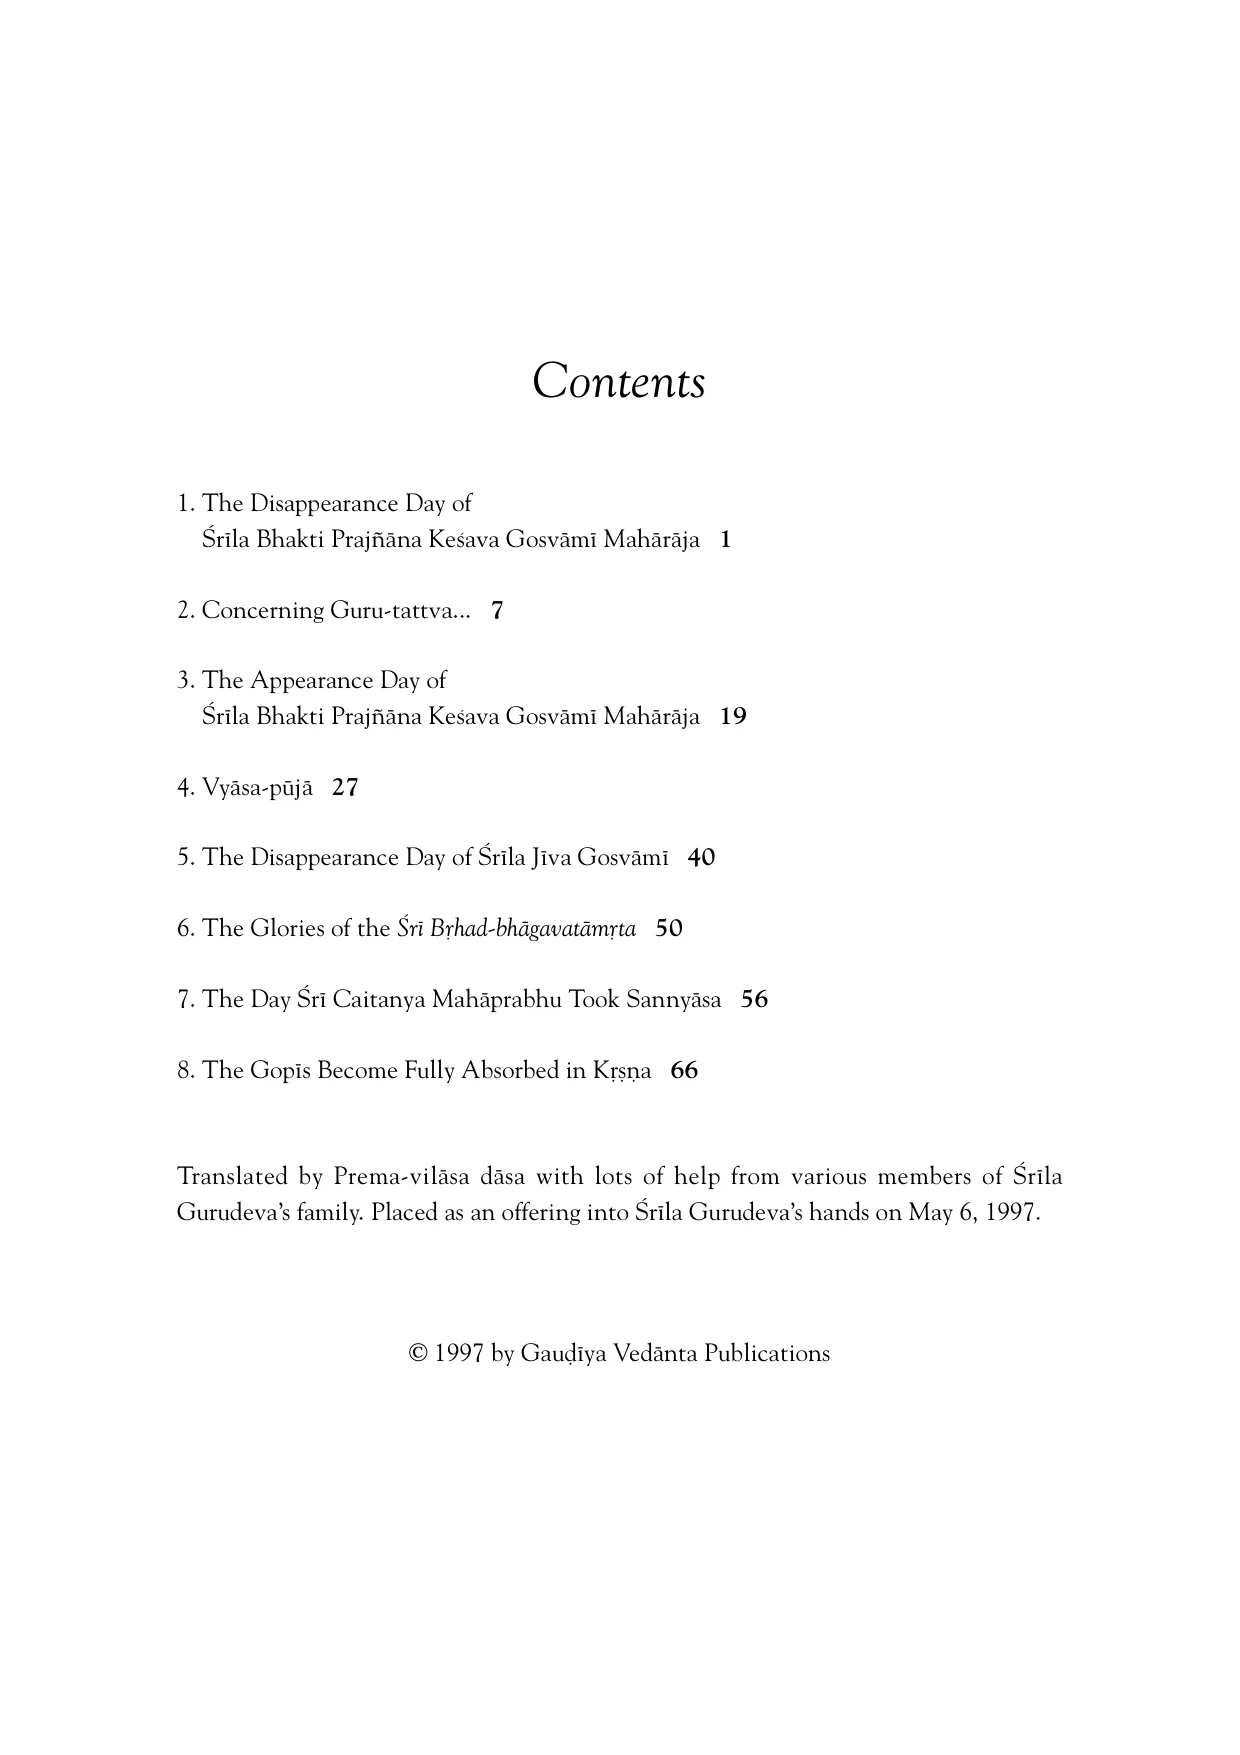 Contents
1. The Disappearance Day of
Śrīla Bhakti Prajñāna Keśava Gosvāmī Mahārāja 1
2. Concerning Guru-tattva... 7
3. The Appearance Day of
Śrīla Bhakti Prajñāna Keśava Gosvāmī Mahārāja 19
4. Vyāsa-pūjā 27
5. The Disappearance Day of Śrīla Jīva Gosvāmī 40
6. The Glories of the Śrī Bṛhad-bhāgavatāmṛta 50
7. The Day Śrī Caitanya Mahāprabhu Took Sannyāsa 56
8. The Gopīs Become Fully Absorbed in Kṛṣṇa 66
Translated by Prema-vilāsa dāsa with lots of help from various members of Śrīla
Gurudeva’s family. Placed as an offering into Śrīla Gurudeva’s hands on May 6, 1997.
© 1997 by Gauḍīya Vedānta Publications